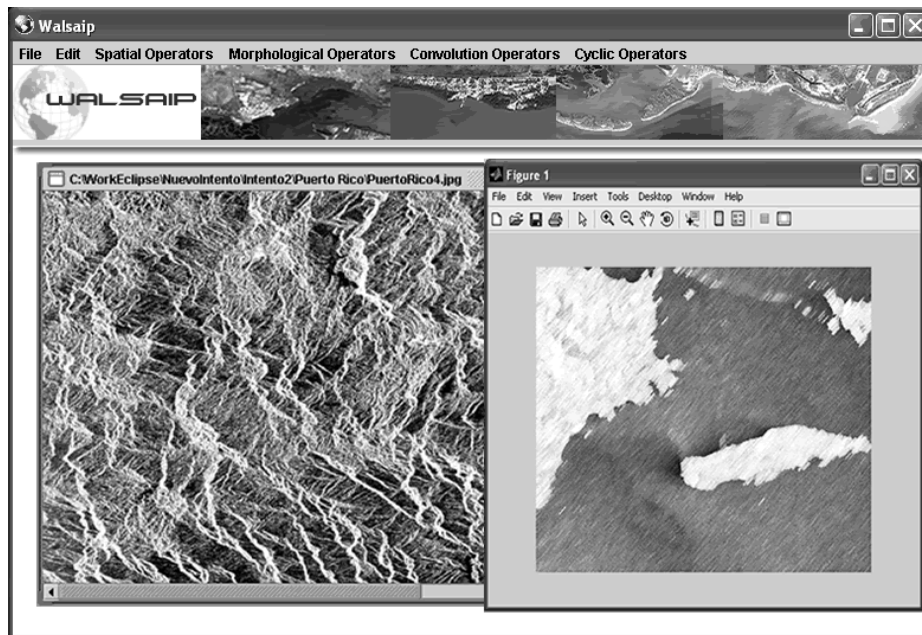 Walsaip
File Edit Spatial Operators Morphological Operators Convolution Operators Cyclic Operators
WALSAIP
C:\WorkEclipse\NuevoIntento\Intento2\Puerto Rico\PuertoRico4.jpg
Figure 1
File Edit View Insert Tools Desktop Window Help